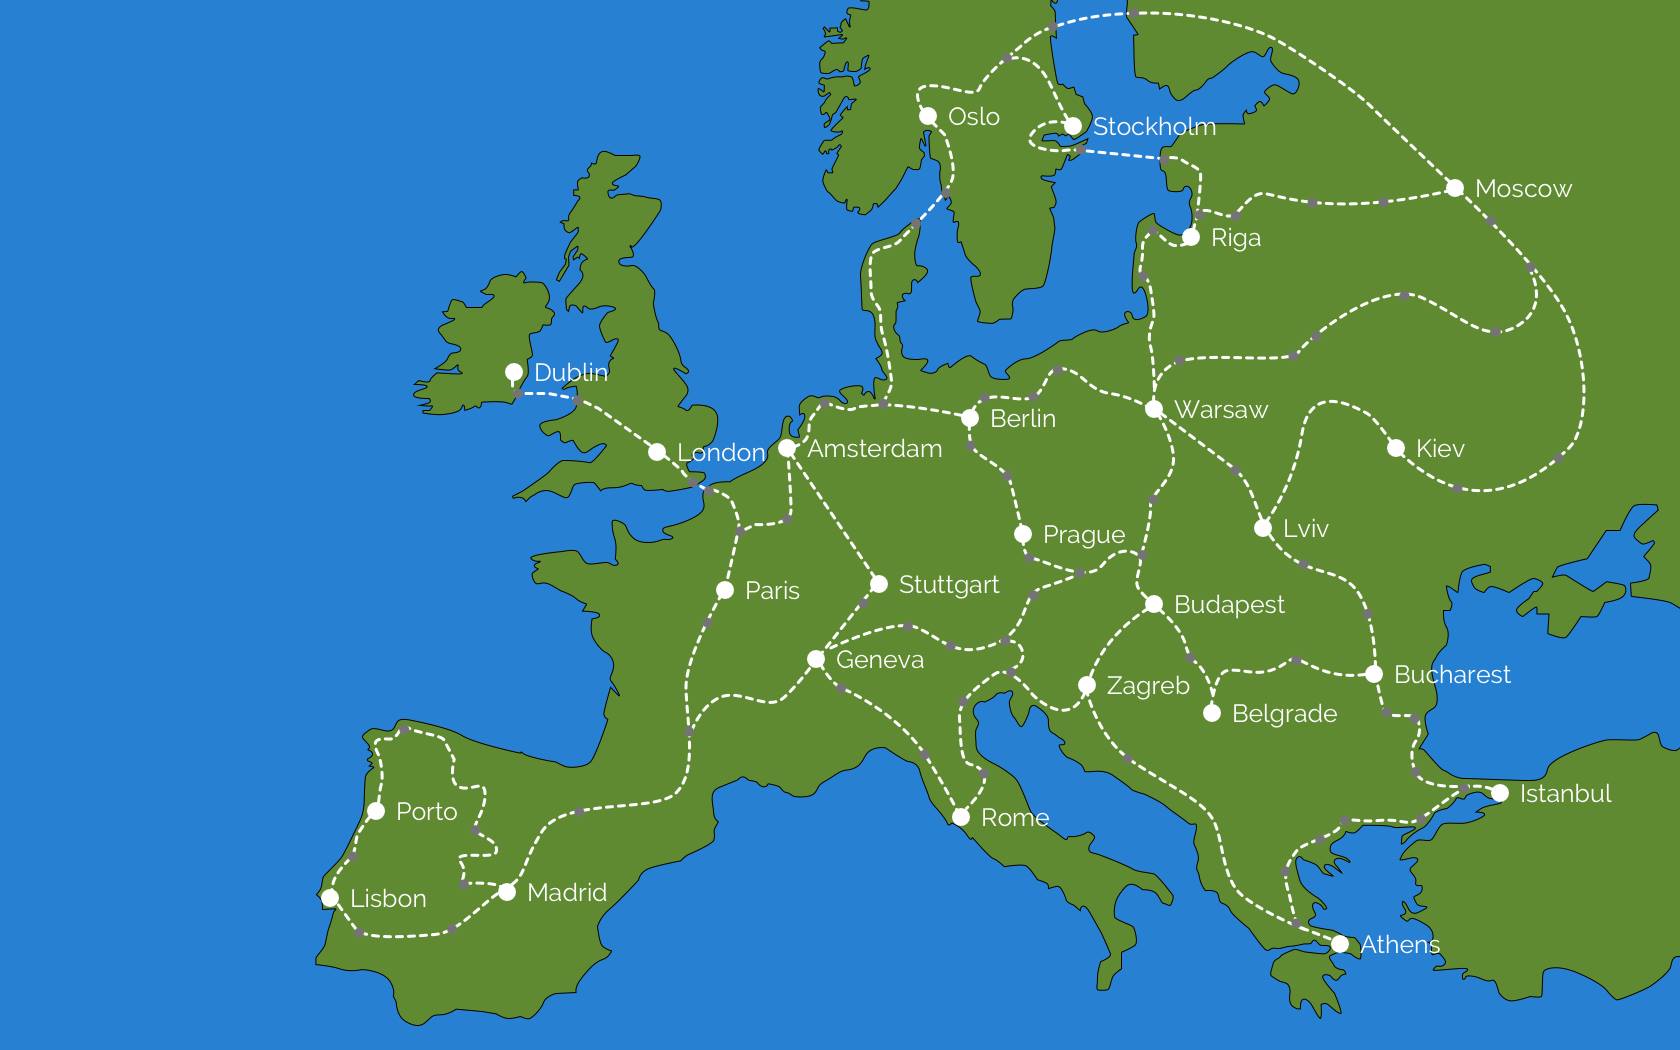 Oslo
Stockholm
Moscow
Riga
Dublin
Warsaw
Berlin
Amsterdam
Kiev
London
Lviv
Prague
Stuttgart
Paris
Budapest
Geneva
Bucharest
Zagreb
Belgrade
Istanbul
Porto
Rome
Madrid
Lisbon
Athens